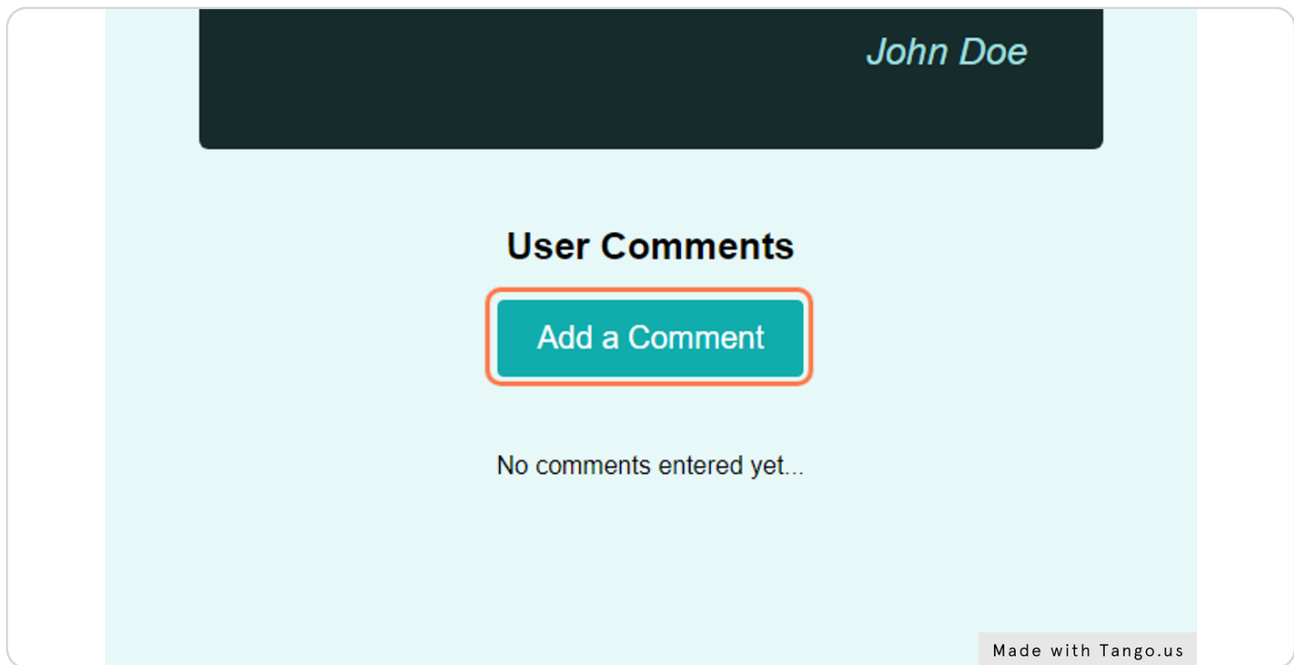 John Doe
User Comments
Add a Comment
No comments entered yet...
Made with Tango.us